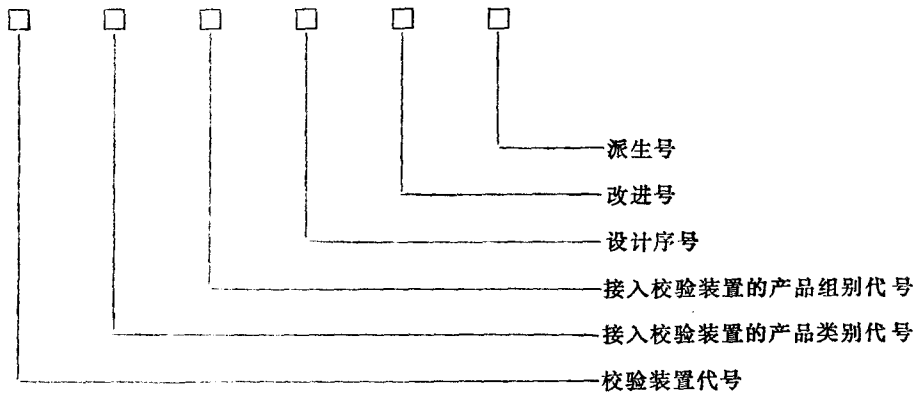 派生号
改进号
设计序号
接入校验装置的产品组别代号
接入校验装置的产品类别代号
校验装置代号